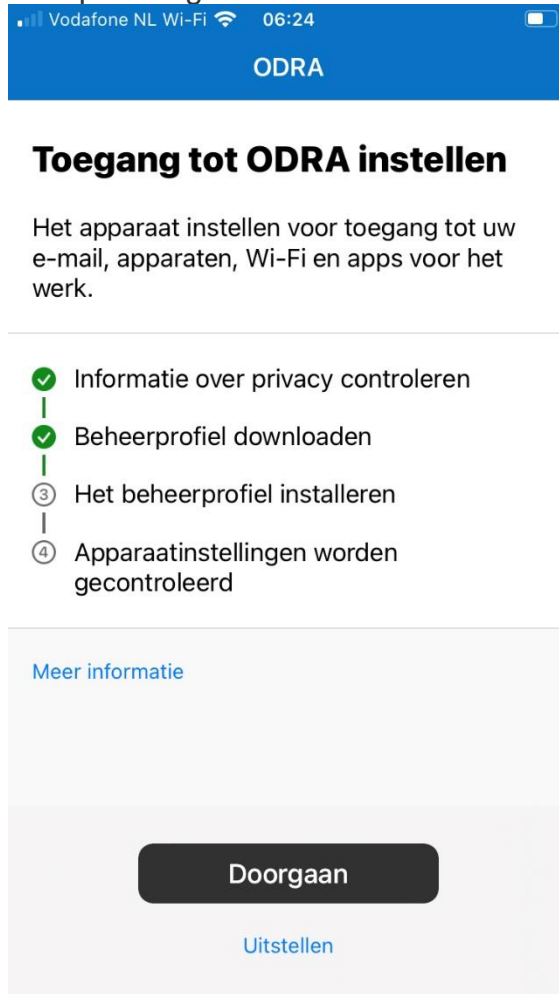 Vodafone NL Wi-Fi 06:24
ODRA
Toegang tot ODRA instellen
Het apparaat instellen voor toegang tot uw
e-mail, apparaten, Wi-Fi en apps voor het
werk.
Informatie over privacy controleren
Beheerprofiel downloaden
3 Het beheerprofiel installeren
4 Apparaatinstellingen worden
gecontroleerd
Meer informatie
Doorgaan
Uitstellen